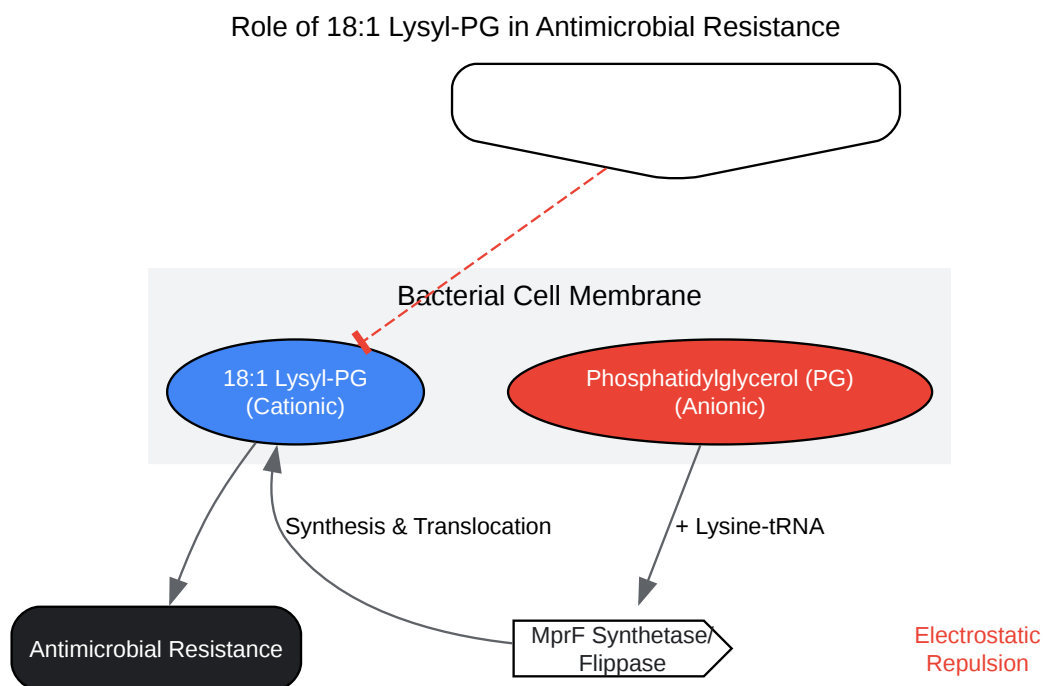 Role of 18:1 Lysyl-PG in Antimicrobial Resistance
Bacterial Cell Membrane
18:1 Lysyl-PG
(Cationic)
Phosphatidylglycerol (PG)
(Anionic)
Synthesis & Translocation
+ Lysine-tRNA
Antimicrobial Resistance
MprF Synthetase/
Flippase
Electrostatic
Repulsion